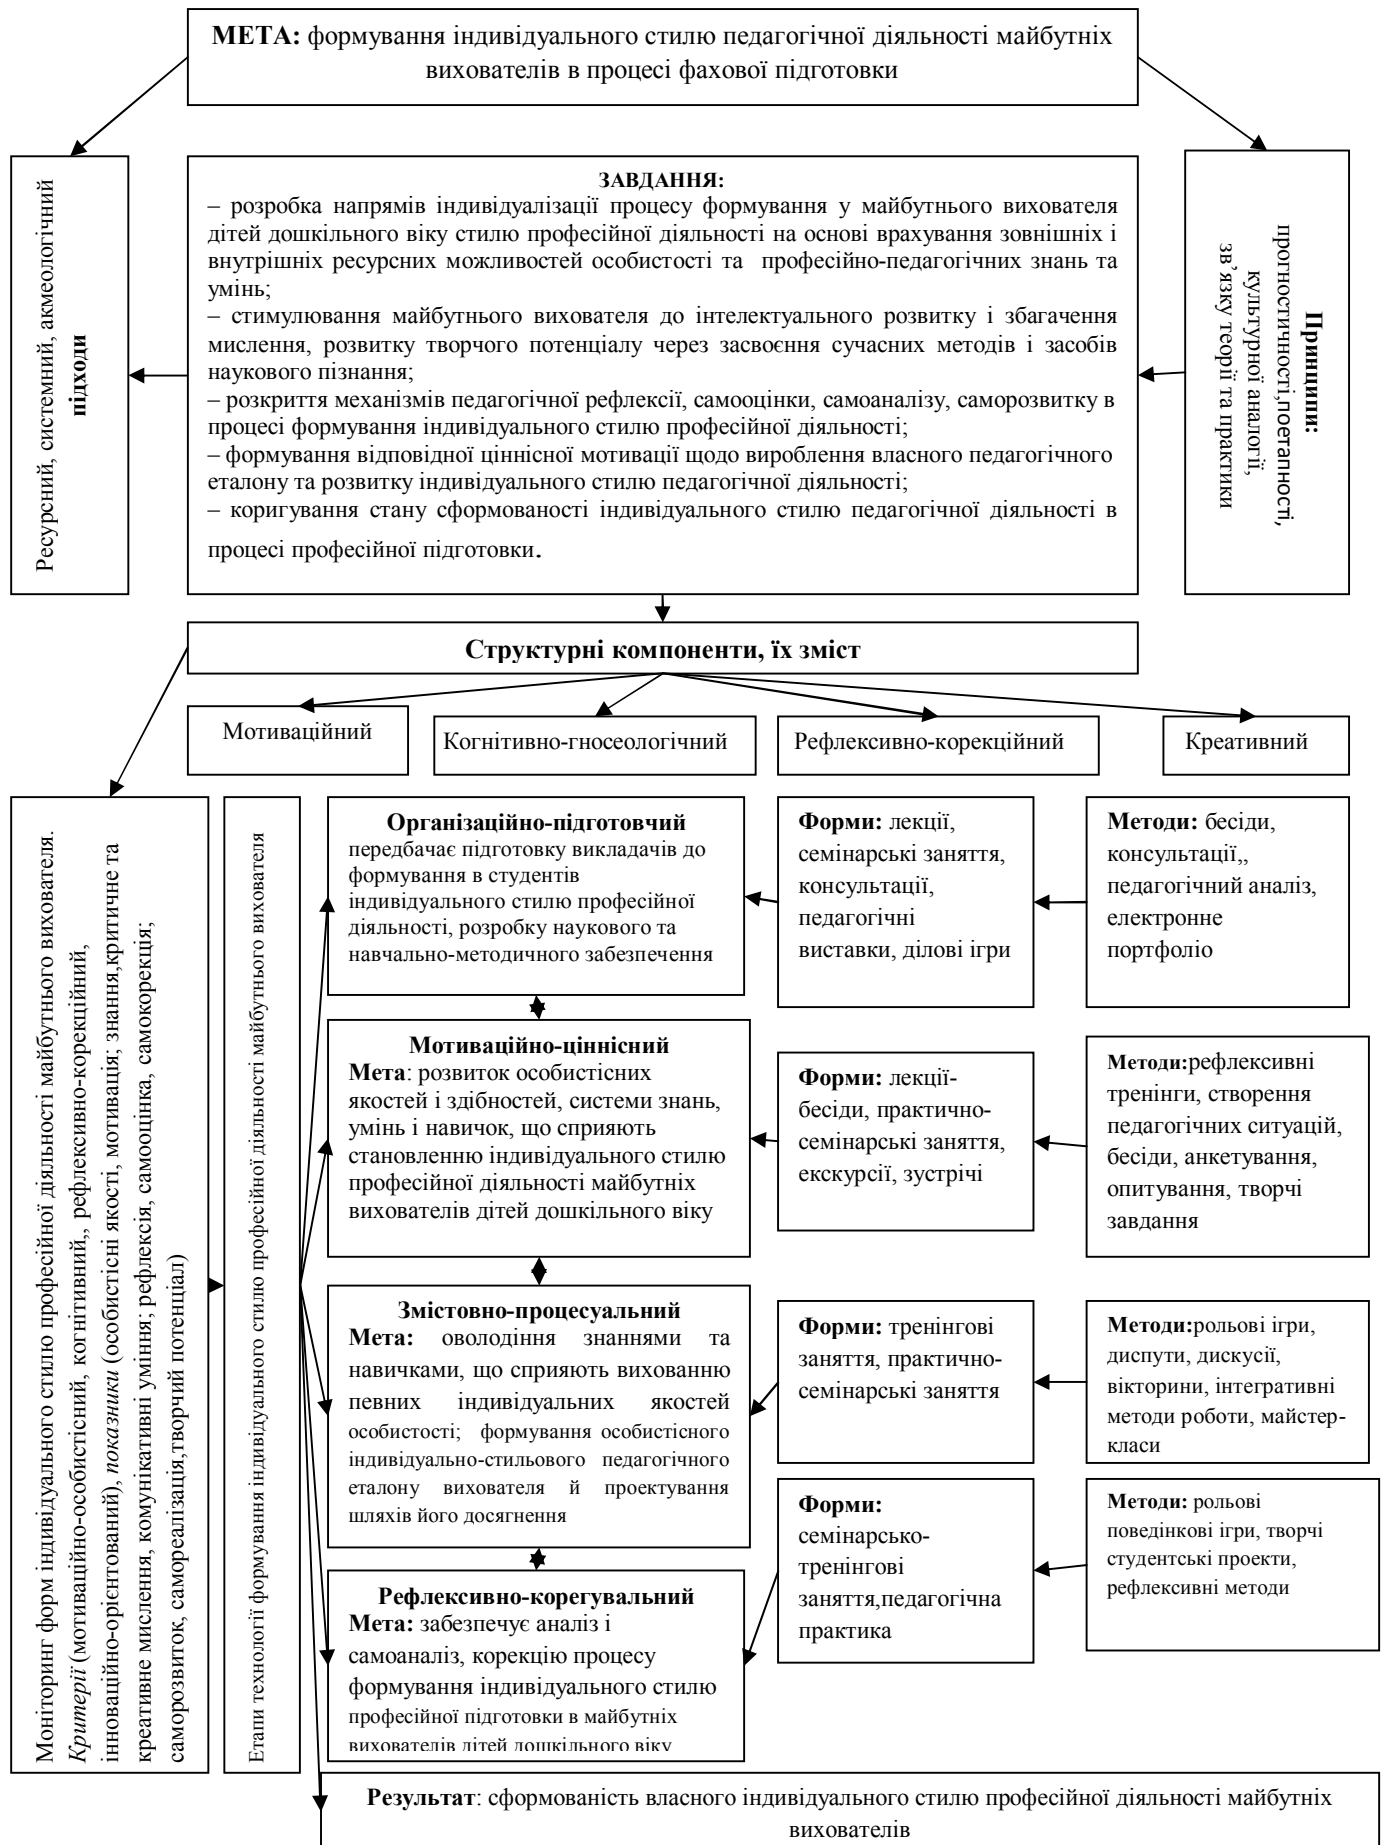 МЕТА: формування індивідуального стилю педагогічної діяльності майбутніх
вихователів в процесі фахової підготовки
Ресурсний, системний, акмеологічний
підходи
ЗАВДАННЯ:
– розробка напрямів індивідуалізації процесу формування у майбутнього вихователя
дітей дошкільного віку стилю професійної діяльності на основі врахування зовнішніх і
внутрішніх ресурсних можливостей особистості та професійно-педагогічних знань та
умінь;
– стимулювання майбутнього вихователя до інтелектуального розвитку і збагачення
мислення, розвитку творчого потенціалу через засвоєння сучасних методів і засобів
наукового пізнання;
– розкриття механізмів педагогічної рефлексії, самооцінки, самоаналізу, саморозвитку в
процесі формування індивідуального стилю професійної діяльності;
– формування відповідної ціннісної мотивації щодо вироблення власного педагогічного
еталону та розвитку індивідуального стилю педагогічної діяльності;
– коригування стану сформованості індивідуального стилю педагогічної діяльності в
процесі професійної підготовки.
Принципи:
прогностичності,поетапності,
культурної аналогії,
зв’язку теорії та практики
Структурні компоненти, їх зміст
Мотиваційний
Когнітивно-гносеологічний
Рефлексивно-корекційний
Креативний
Моніторинг форм індивідуального стилю професійної діяльності майбутнього вихователя.
Критерії (мотиваційно-особистісний, когнітивний,, рефлексивно-корекційний,
інноваційно-орієнтований), показники (особистісні якості, мотивація; знання,критичне та
креативне мислення, комунікативні уміння; рефлексія, самооцінка, самокорекція;
саморозвиток, самореалізація,творчий потенціал)
Етапи технології формування індивідуального стилю професійної діяльності майбутнього вихователя
Організаційно-підготовчий
передбачає підготовку викладачів до
формування в студентів
індивідуального стилю професійної
діяльності, розробку наукового та
навчально-методичного забезпечення
Форми: лекції,
семінарські заняття,
консультації,
педагогічні
виставки, ділові ігри
Методи: бесіди,
консультації,,
педагогічний аналіз,
електронне
портфоліо
Мотиваційно-ціннісний
Мета: розвиток особистісних
якостей і здібностей, системи знань,
умінь і навичок, що сприяють
становленню індивідуального стилю
професійної діяльності майбутніх
вихователів дітей дошкільного віку
Форми: лекції-
бесіди, практично-
семінарські заняття,
екскурсії, зустрічі
Методи:рефлексивні
тренінги, створення
педагогічних ситуацій,
бесіди, анкетування,
опитування, творчі
завдання
Змістовно-процесуальний
Мета: оволодіння знаннями та
навичками, що сприяють вихованню
певних індивідуальних якостей
особистості; формування особистісного
індивідуально-стильового педагогічного
еталону вихователя й проектування
шляхів його досягнення
Форми: тренінгові
заняття, практично-
семінарські заняття
Методи:рольові ігри,
диспути, дискусії,
вікторини, інтегративні
методи роботи, майстер-
класи
Рефлексивно-корегувальний
Мета: забезпечує аналіз і
самоаналіз, корекцію процесу
формування індивідуального стилю
професійної підготовки в майбутніх
вихователів дітей дошкільного віку
Форми:
семінарсько-
тренінгові
заняття,педагогічна
практика
Методи: рольові
поведінкові ігри, творчі
студентські проекти,
рефлексивні методи
Результат: сформованість власного індивідуального стилю професійної діяльності майбутніх
вихователів